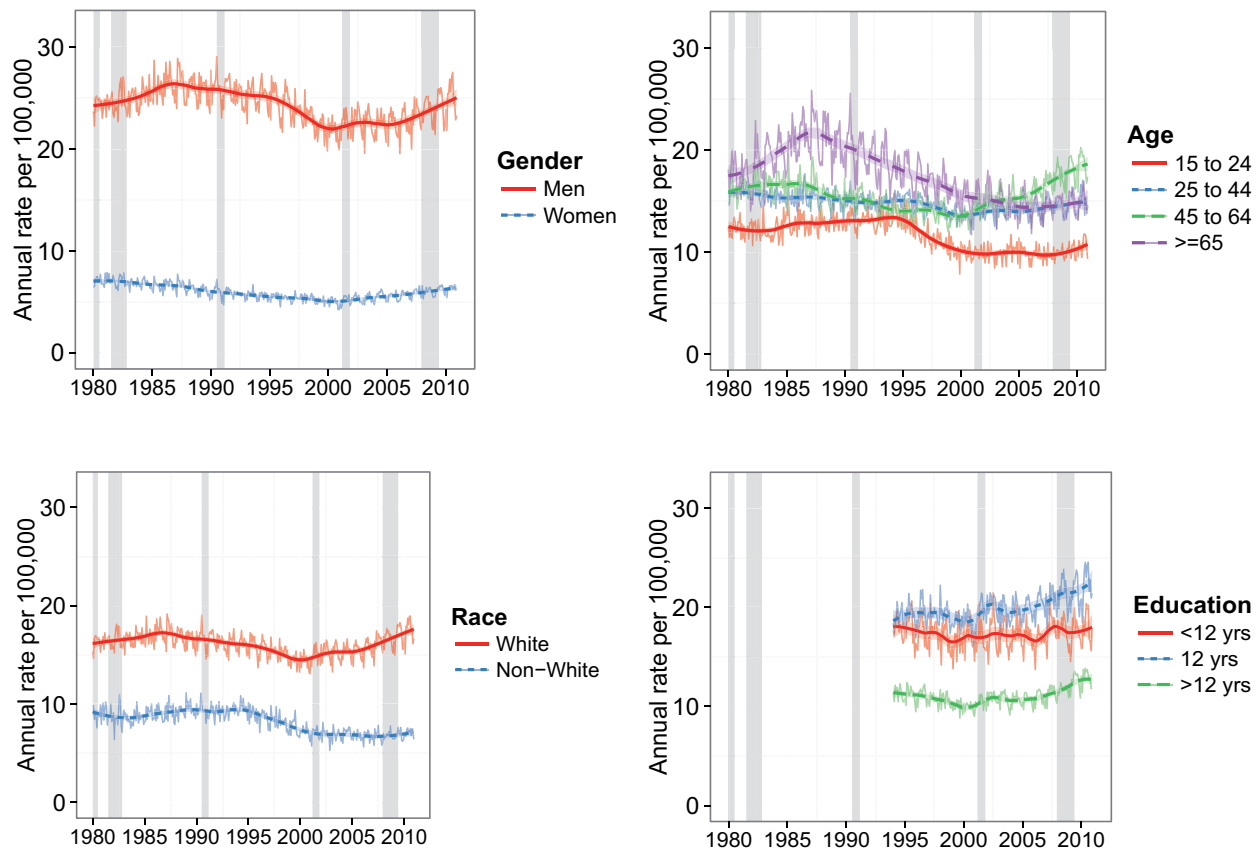 Annual rate per 100,000
30
20
10
0
1980 1985 1990 1995 2000 2005 2010
Gender
Men
Women
Annual rate per 100,000
30
20
10
0
1980 1985 1990 1995 2000 2005 2010
Age
15 to 24
25 to 44
45 to 64
>=65
Annual rate per 100,000
30
20
10
0
1980 1985 1990 1995 2000 2005 2010
Race
White
Non−White
Annual rate per 100,000
30
20
10
0
1980 1985 1990 1995 2000 2005 2010
Education
<12 yrs
12 yrs
>12 yrs